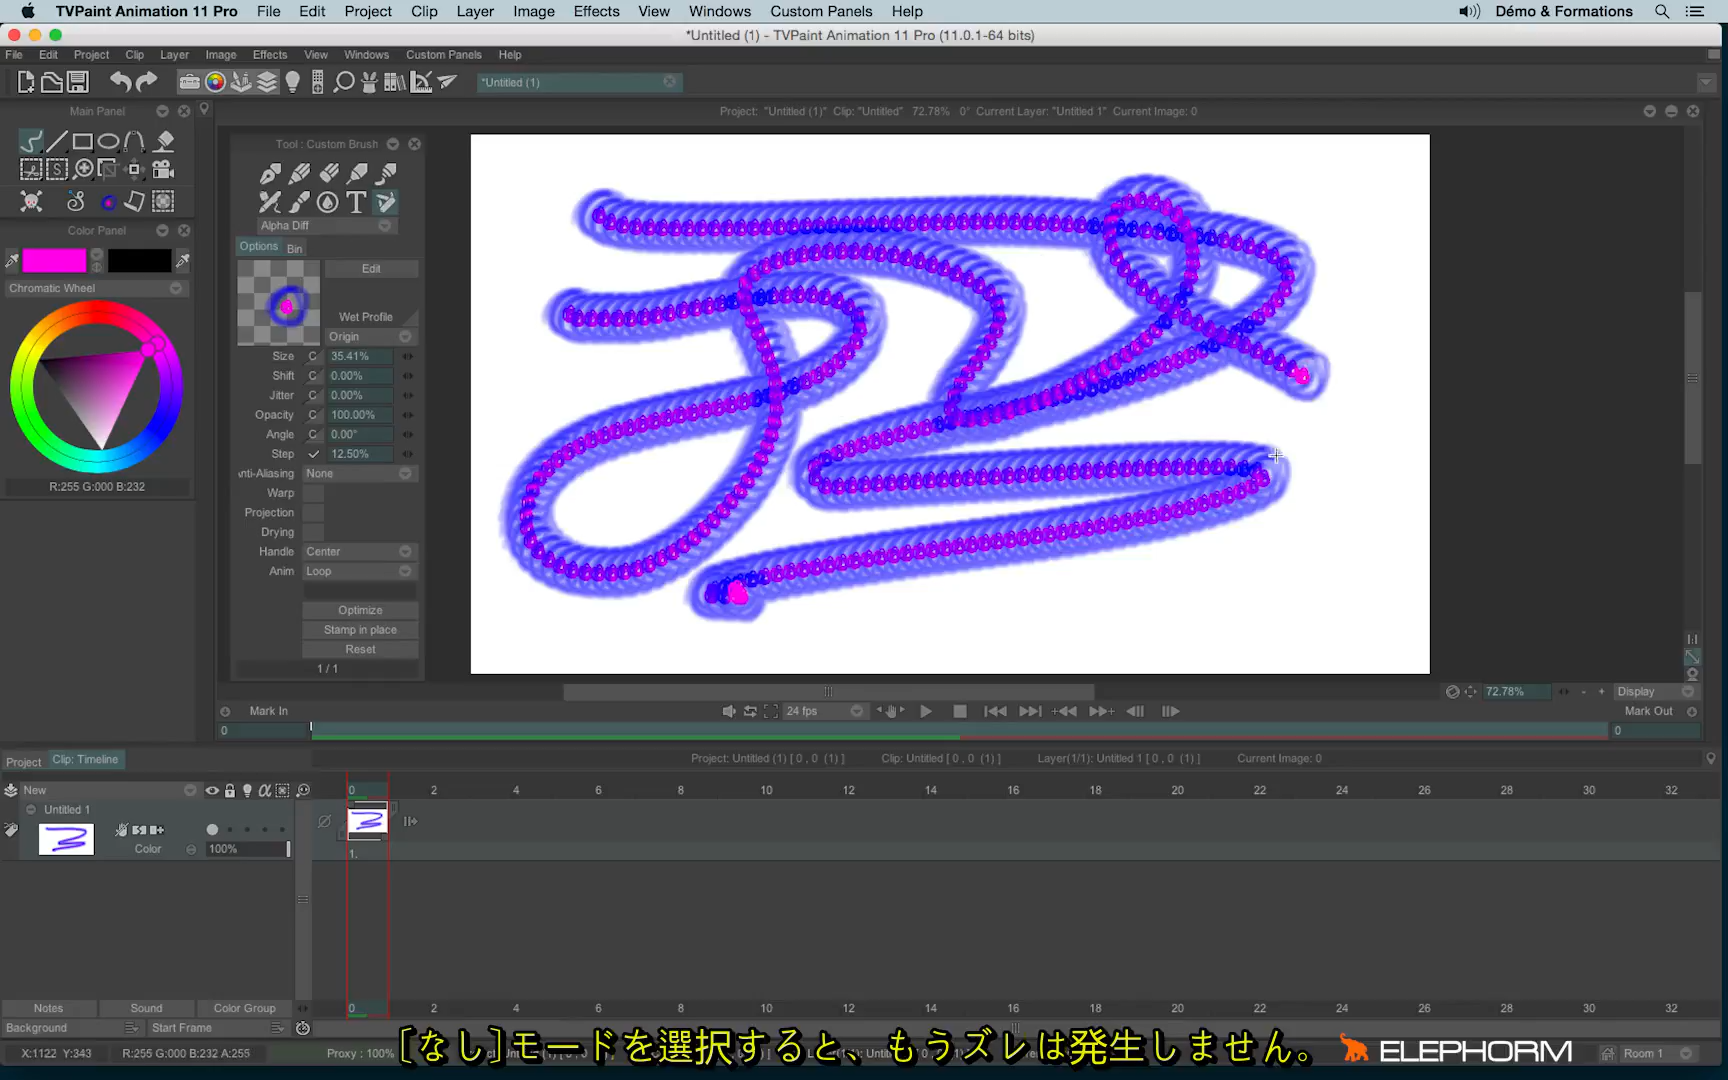 TVPaint Animation 11 Pro File Edit Project Clip Layer Image Effects View Windows Custom Panels Help Démo & Formations
*Untitled (1) - TVPaint Animation 11 Pro (11.0.1-64 bits)
File Edit Project Clip Layer Image Effects View Windows Custom Panels Help
*Untitled (1)
Main Panel
Project: "Untitled (1)" Clip: "Untitled" 72.78% 0° Current Layer: "Untitled 1" Current Image: 0
Tool : Custom Brush
Alpha Diff
Color Panel
Options Bin
Edit
Chromatic Wheel
Wet Profile
Origin
Size C 35.41%
Shift C 0.00%
Jitter C 0.00%
Opacity C 100.00%
Angle C 0.00°
Step 12.50%
nti-Aliasing None
R:255 G:000 B:232
Warp
Projection
Drying
Handle Center
Anim Loop
Optimize
Stamp in place
Reset
1 / 1
72.78% - + Display
Mark In 24 fps Mark Out
0 0
Project Clip: Timeline Project: Untitled (1) [ 0 , 0 (1) ] Clip: Untitled [ 0 , 0 (1) ] Layer(1/1): Untitled 1 [ 0 , 0 (1) ] Current Image: 0
New 0 2 4 6 8 10 12 14 16 18 20 22 24 26 28 30 32
Untitled 1
Color 100%
1.
Notes Sound Color Group 0 2 4 6 8 10 12 14 16 18 20 22 24 26 28 30 32
Background Start Frame
X:1122 Y:343 R:255 G:000 B:232 A:255 Proxy : 100%
[なし]モードを選択すると、もうズレは発生しません。
ELEPHORM
Room 1